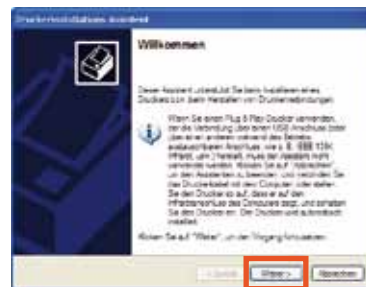 Druckerinstallations-Assistent
Willkommen
Dieser Assistent unterstützt Sie beim Installieren eines
Druckers bzw. beim Herstellen von Druckerverbindungen.
Wenn Sie einen Plug & Play-Drucker verwenden,
der die Verbindung über einen USB-Anschluss (oder
über einen anderen während des Betriebs
austauschbaren Anschluss, wie z. B. IEEE 1394,
Infrarot, usw.) herstellt, muss der Assistent nicht
verwendet werden. Klicken Sie auf "Abbrechen",
um den Assistenten zu beenden, und verbinden Sie
das Druckerkabel mit dem Computer oder stellen
Sie den Drucker so auf, dass er auf den
Infrarotanschluss des Computers zeigt, und schalten
Sie den Drucker ein. Der Drucker wird automatisch
installiert.
Klicken Sie auf "Weiter", um den Vorgang fortzusetzen.
< Zurück Weiter > Abbrechen